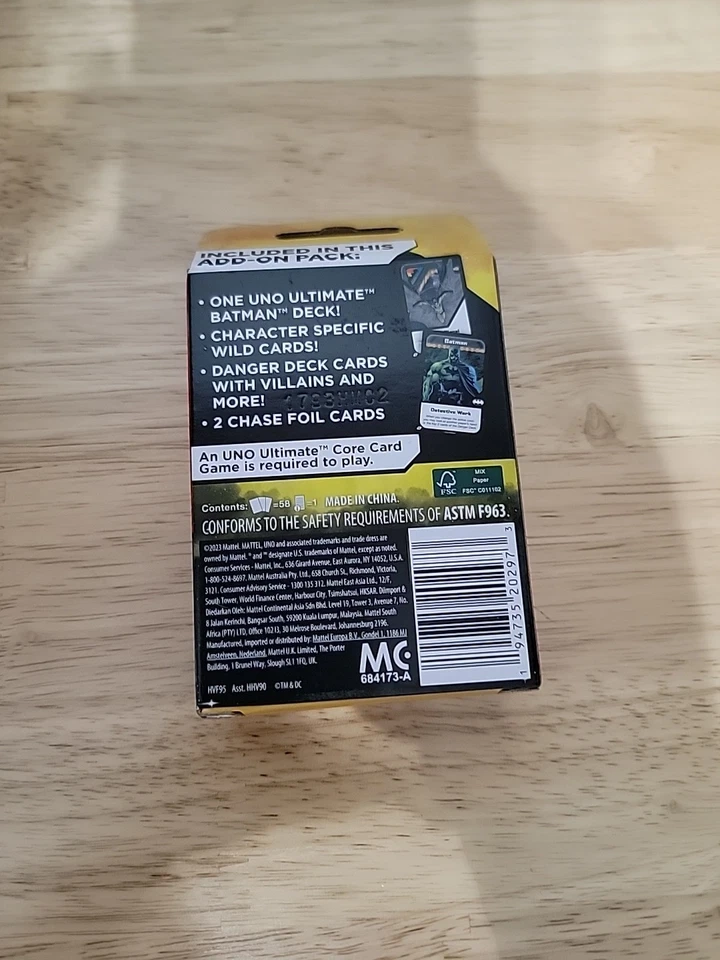 INCLUDED IN THIS
ADD-ON PACK:
• ONE UNO ULTIMATE™
BATMAN™ DECK!
• CHARACTER SPECIFIC
WILD CARDS!
• DANGER DECK CARDS
WITH VILLAINS AND
MORE!
• 2 CHASE FOIL CARDS
Batman
Detective Work
An UNO Ultimate™ Core Card
Game is required to play.
FSC
MIX
Paper
FSC® C011162
Contents: =58 =1 MADE IN CHINA.
CONFORMS TO THE SAFETY REQUIREMENTS OF ASTM F963.
©2023 Mattel. MATTEL, UNO and associated trademarks and trade dress are
owned by Mattel. ® and ™ designate U.S. trademarks of Mattel, except as noted.
Consumer Services - Mattel, Inc., 636 Girard Avenue, East Aurora, NY 14052, U.S.A.
1-800-524-8697. Mattel Australia Pty. Ltd., 658 Church St., Richmond, Victoria,
3121. Consumer Advisory Service - 1300 135 312. Mattel East Asia Ltd., 12/F,
South Tower, World Finance Center, Harbour City, Tsimshatsui, HKSAR. Diimport &
Diedarkan Oleh: Mattel Continental Asia Sdn Bhd. Level 19, Tower 3, Avenue 7, No.
8 Jalan Kerinchi, Bangsar South, 59200 Kuala Lumpur, Malaysia. Mattel South
Africa (PTY) LTD, Office 102 I3, 30 Melrose Boulevard, Johannesburg 2196.
Manufactured, imported or distributed by: Mattel Europa B.V., Gondel 1, 1186 MJ
Amstelveen, Nederland. Mattel U.K. Limited, The Porter
Building, 1 Brunel Way, Slough SL1 1FQ, UK.
MC
684173-A
HVF95 Asst. HHV90 ©TM & DC
1 94735 20297 3